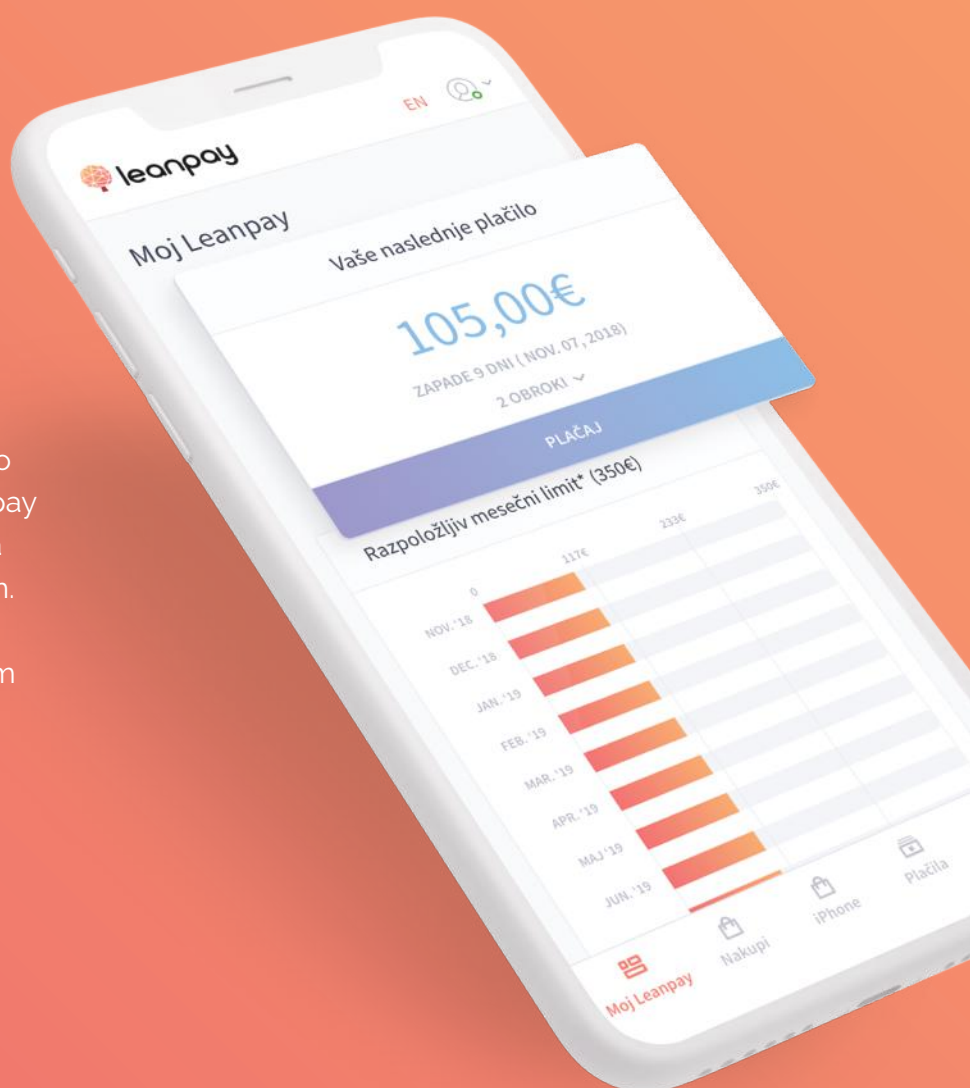 leanpay
EN
Moj Leanpay
Vaše naslednje plačilo
105,00€
ZAPADE 9 DNI ( NOV. 07, 2018)
2 OBROKI
PLAČAJ
Razpoložljiv mesečni limit* (350€)
0 117€ 233€ 350€
NOV. '18
DEC. '18
JAN. '19
FEB. '19
MAR. '19
APR. '19
MAJ '19
JUN. '19
Moj Leanpay Nakupi iPhone Plačila